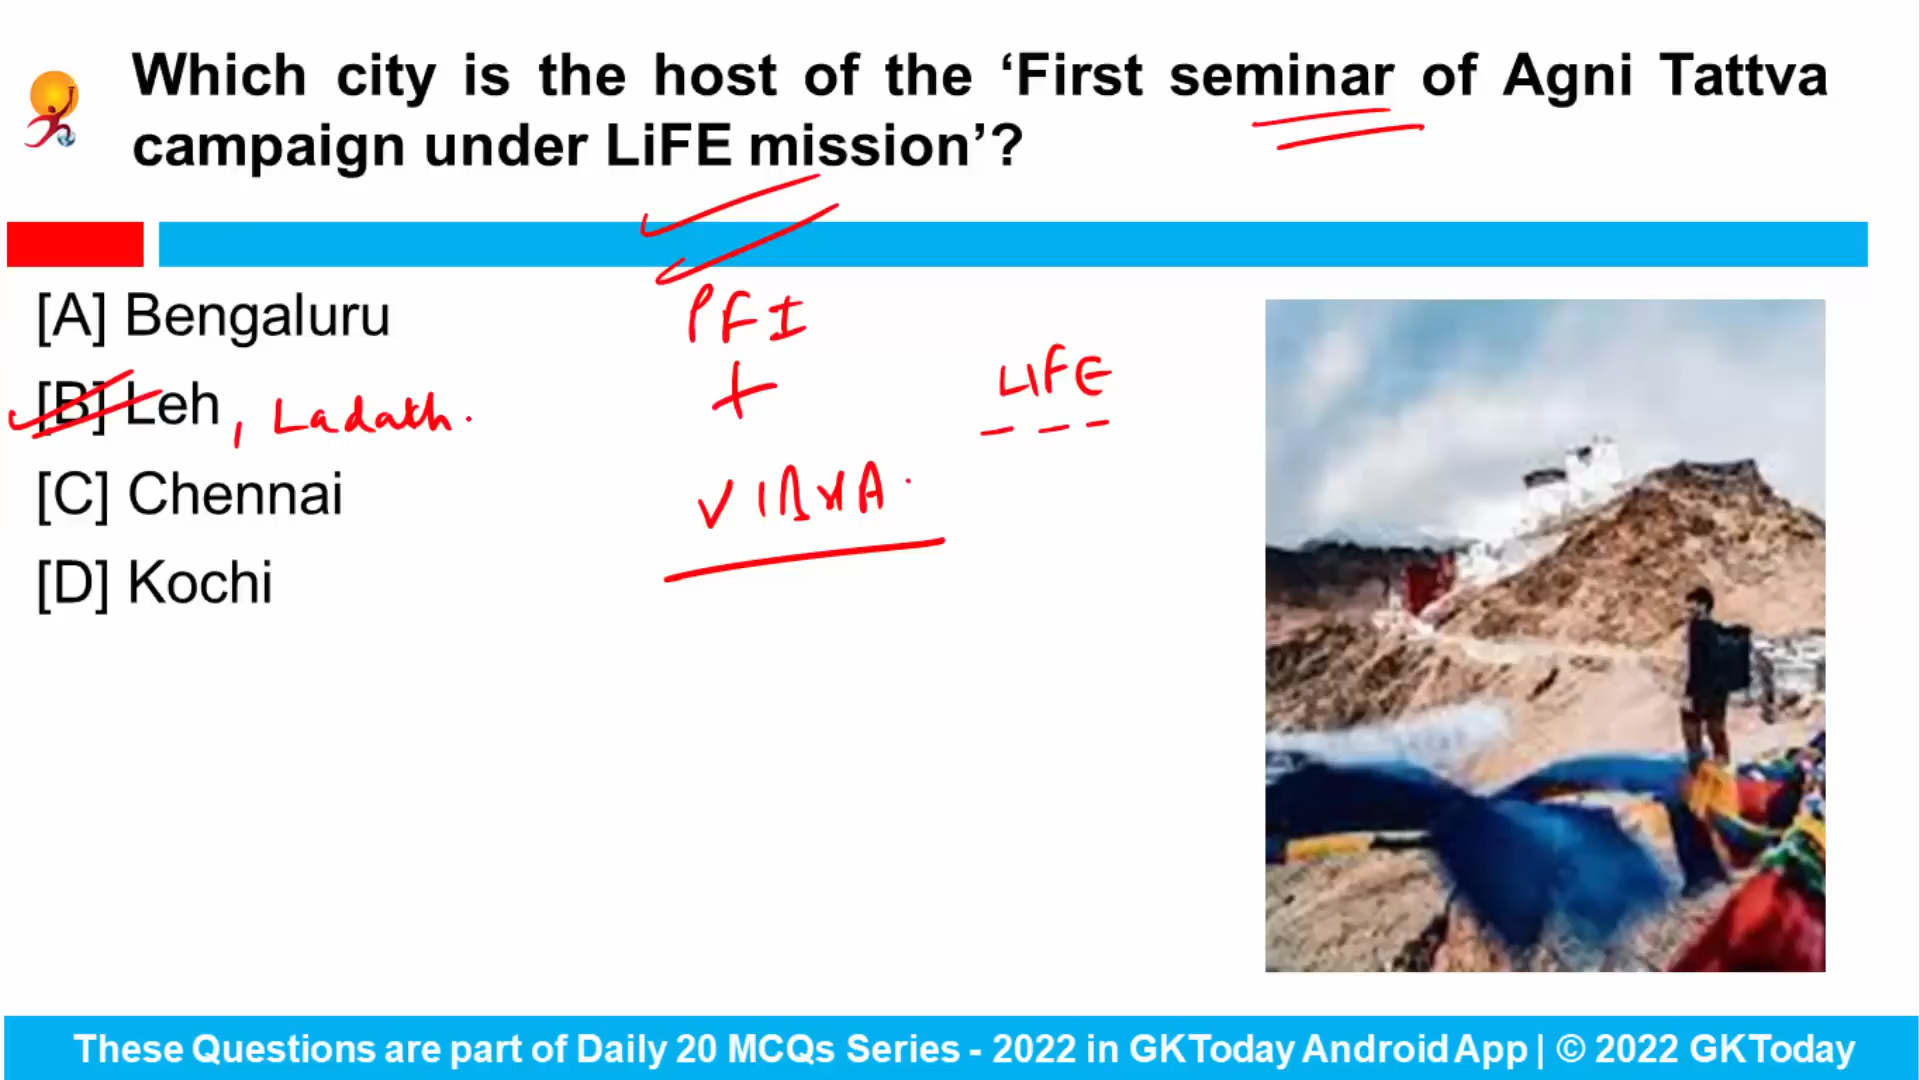 Which city is the host of the ‘First seminar of Agni Tattva
campaign under LiFE mission’?
[A] Bengaluru
[B] Leh, Ladakh.
[C] Chennai
[D] Kochi
PFI
+
LIFE
These Questions are part of Daily 20 MCQs Series - 2022 in GKToday Android App | © 2022 GKToday